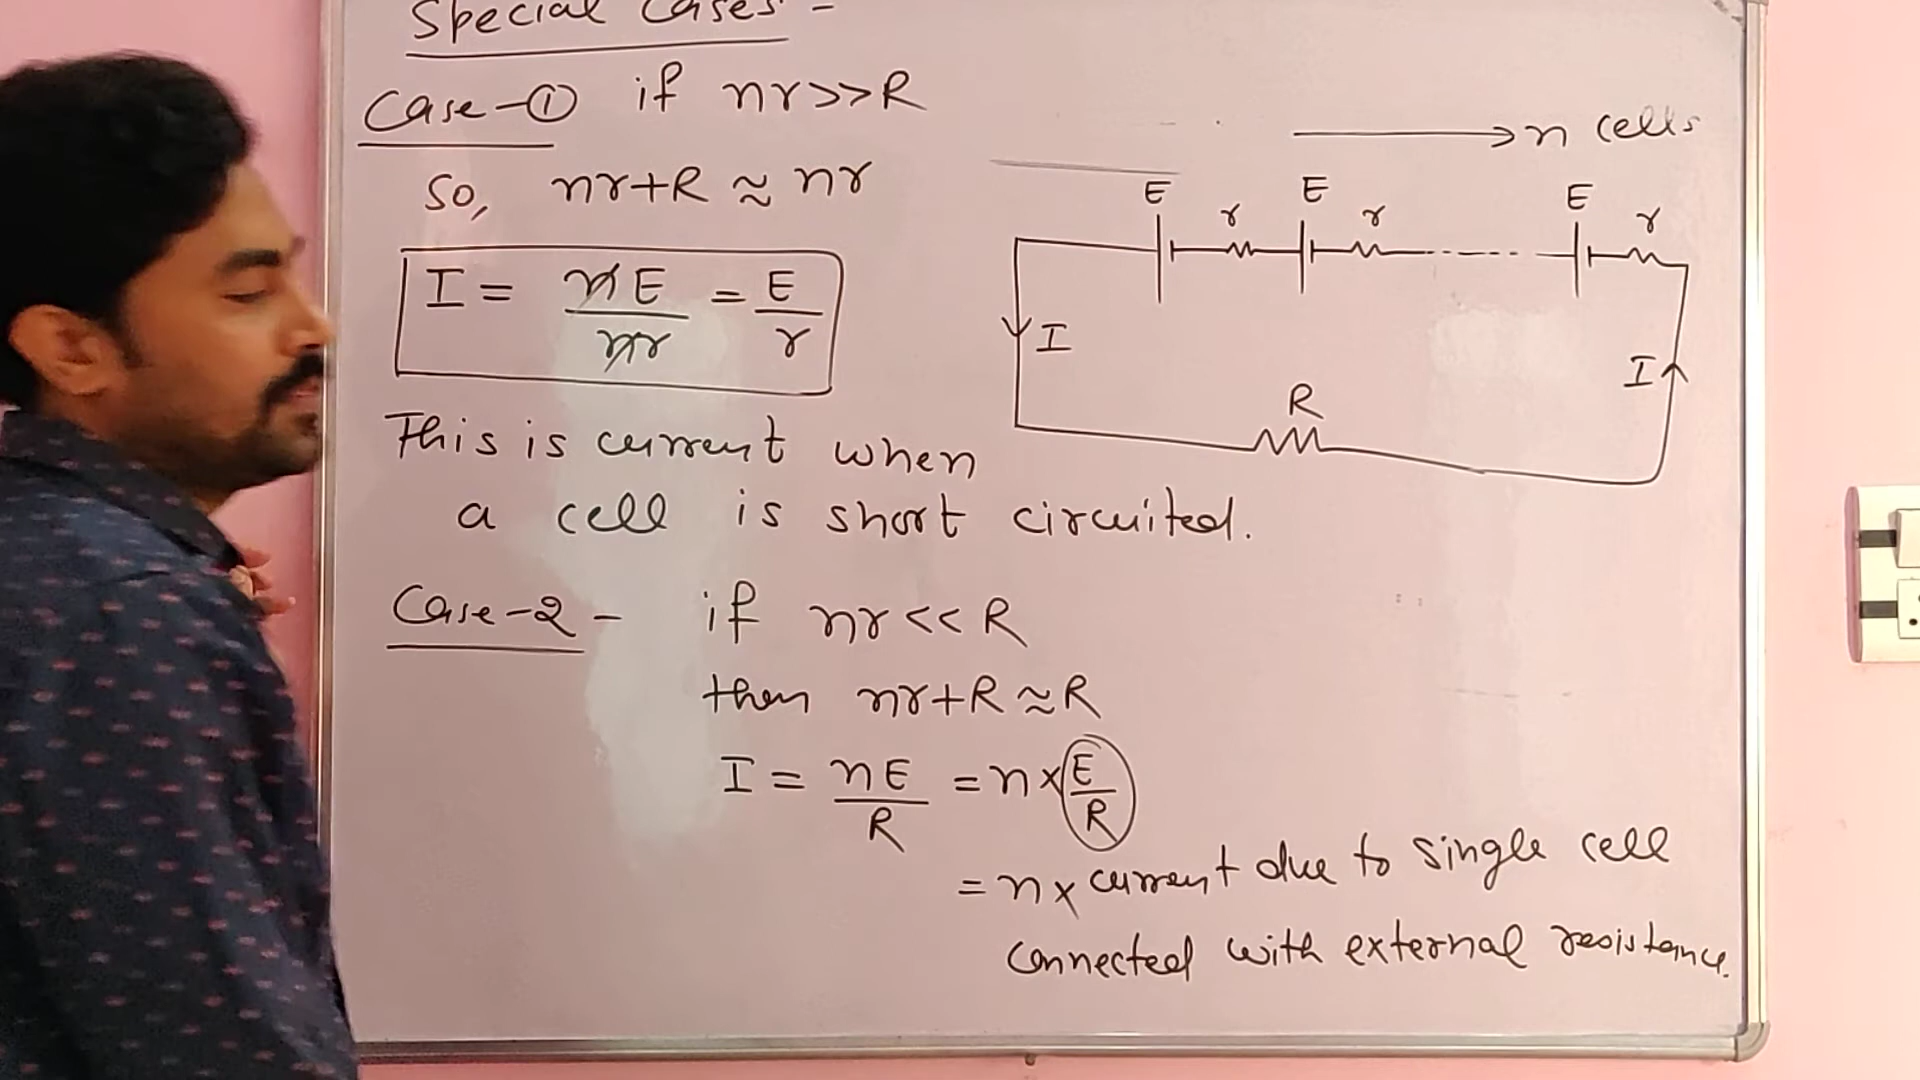 Special Cases -
Case-① if nr>>R
So, nr+R ≈ nr
I = nE/nr = E/r
This is current when
a cell is short circuited.
Case-2 - if nr<<R
then nr+R≈R
I = nE/R = n×E/R
= n× current due to single cell
connected with external resistance.
→ n cells
E E E
r r r
I I
R